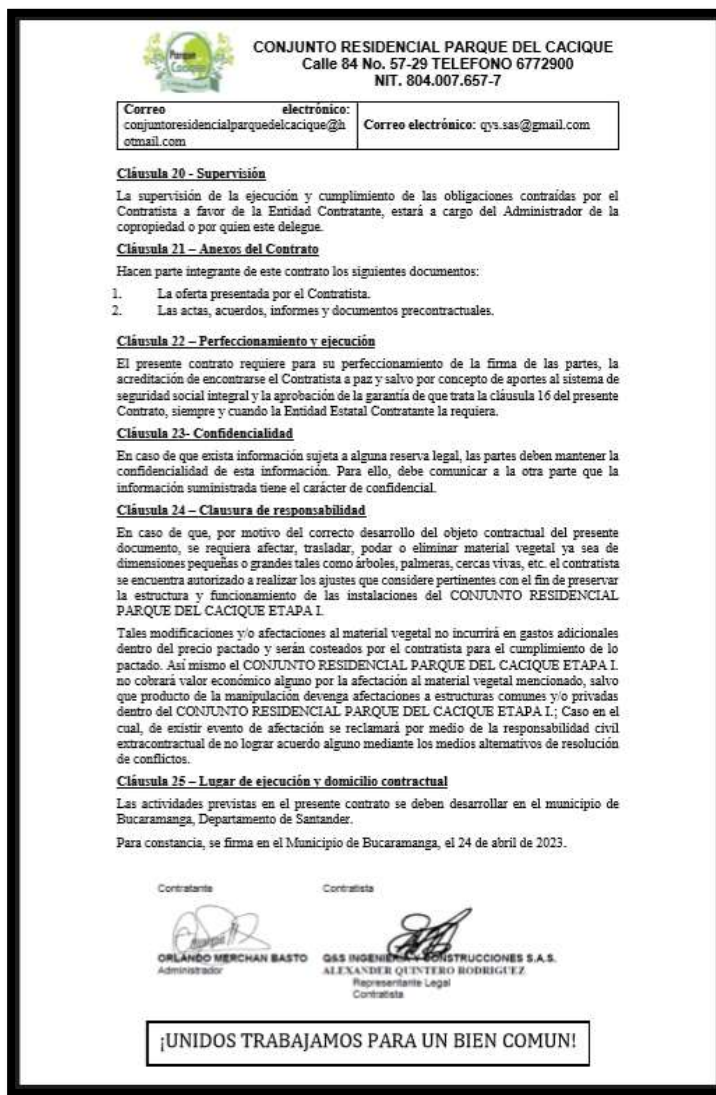 Parque
Cacique
CONJUNTO RESIDENCIAL PARQUE DEL CACIQUE
Calle 84 No. 57-29 TELEFONO 6772900
NIT. 804.007.657-7
Correo electrónico:
conjuntoresidencialparquedelcacique@h
otmail.com
Correo electrónico: qys.sas@gmail.com
Cláusula 20 - Supervisión
La supervisión de la ejecución y cumplimiento de las obligaciones contraídas por el
Contratista a favor de la Entidad Contratante, estará a cargo del Administrador de la
copropiedad o por quien este delegue.
Cláusula 21 – Anexos del Contrato
Hacen parte integrante de este contrato los siguientes documentos:
1. La oferta presentada por el Contratista.
2. Las actas, acuerdos, informes y documentos precontractuales.
Cláusula 22 – Perfeccionamiento y ejecución
El presente contrato requiere para su perfeccionamiento de la firma de las partes, la
acreditación de encontrarse el Contratista a paz y salvo por concepto de aportes al sistema de
seguridad social integral y la aprobación de la garantía de que trata la cláusula 16 del presente
Contrato, siempre y cuando la Entidad Estatal Contratante la requiera.
Cláusula 23- Confidencialidad
En caso de que exista información sujeta a alguna reserva legal, las partes deben mantener la
confidencialidad de esta información. Para ello, debe comunicar a la otra parte que la
información suministrada tiene el carácter de confidencial.
Cláusula 24 – Clausura de responsabilidad
En caso de que, por motivo del correcto desarrollo del objeto contractual del presente
documento, se requiera afectar, trasladar, podar o eliminar material vegetal ya sea de
dimensiones pequeñas o grandes tales como árboles, palmeras, cercas vivas, etc. el contratista
se encuentra autorizado a realizar los ajustes que considere pertinentes con el fin de preservar
la estructura y funcionamiento de las instalaciones del CONJUNTO RESIDENCIAL
PARQUE DEL CACIQUE ETAPA I.
Tales modificaciones y/o afectaciones al material vegetal no incurrirá en gastos adicionales
dentro del precio pactado y serán costeados por el contratista para el cumplimiento de lo
pactado. Así mismo el CONJUNTO RESIDENCIAL PARQUE DEL CACIQUE ETAPA I.
no cobrará valor económico alguno por la afectación al material vegetal mencionado, salvo
que producto de la manipulación devenga afectaciones a estructuras comunes y/o privadas
dentro del CONJUNTO RESIDENCIAL PARQUE DEL CACIQUE ETAPA I.; Caso en el
cual, de existir evento de afectación se reclamará por medio de la responsabilidad civil
extracontractual de no lograr acuerdo alguno mediante los medios alternativos de resolución
de conflictos.
Cláusula 25 – Lugar de ejecución y domicilio contractual
Las actividades previstas en el presente contrato se deben desarrollar en el municipio de
Bucaramanga, Departamento de Santander.
Para constancia, se firma en el Municipio de Bucaramanga, el 24 de abril de 2023.
Contratante
ORLANDO MERCHAN BASTO
Administrador
Contratista
Q&S INGENIERIA Y CONSTRUCCIONES S.A.S.
ALEXANDER QUINTERO RODRIGUEZ
Representante Legal
Contratista
¡UNIDOS TRABAJAMOS PARA UN BIEN COMUN!